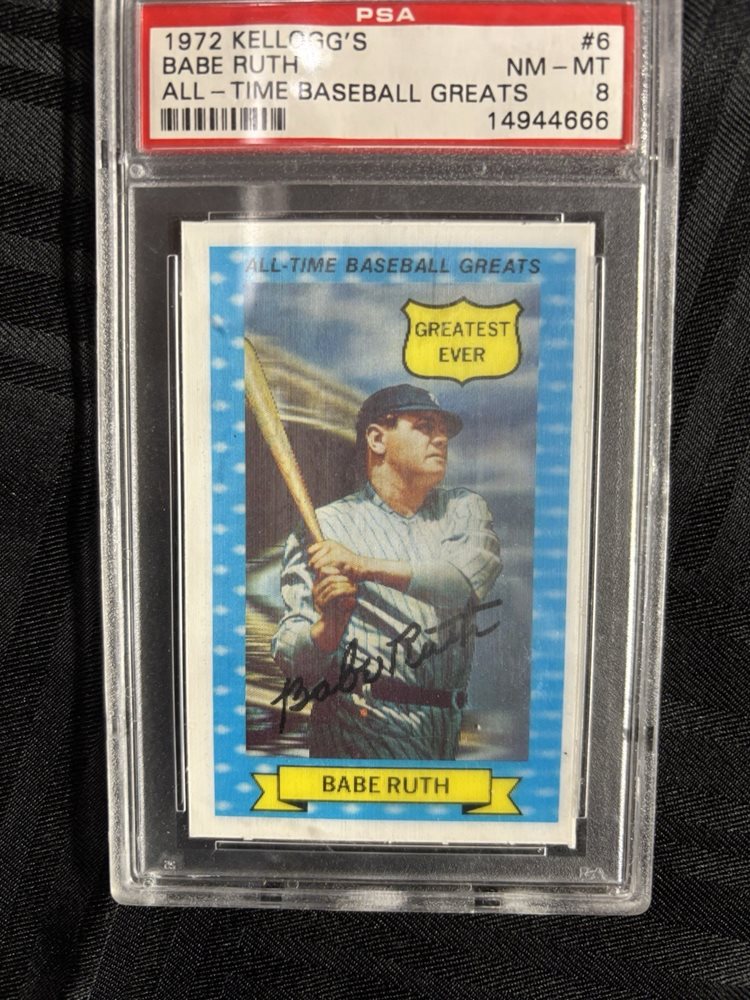 PSA
1972 KELLOGG'S #6
BABE RUTH NM - MT
ALL - TIME BASEBALL GREATS 8
14944666
ALL-TIME BASEBALL GREATS
GREATEST
EVER
Babe Ruth
BABE RUTH